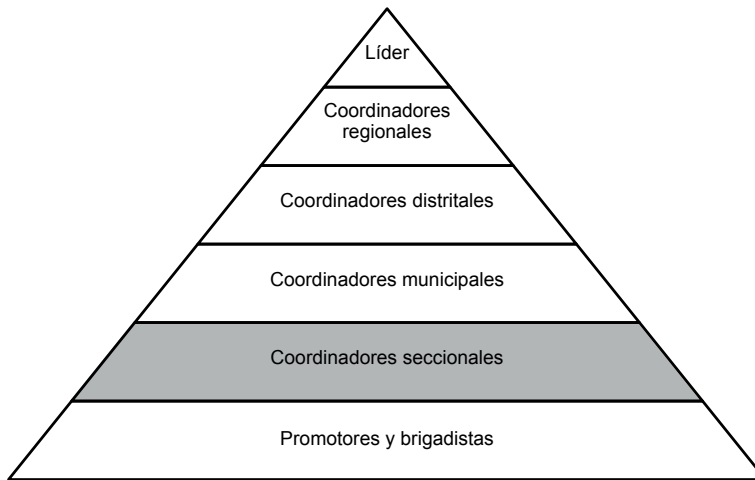 Líder
Coordinadores
regionales
Coordinadores distritales
Coordinadores municipales
Coordinadores seccionales
Promotores y brigadistas